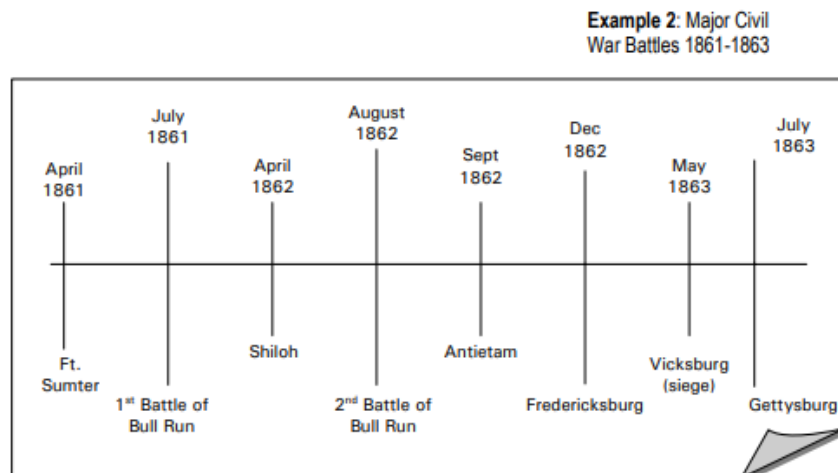 Example 2: Major Civil
War Battles 1861-1863
April
1861
July
1861
April
1862
August
1862
Sept
1862
Dec
1862
May
1863
July
1863
Ft.
Sumter
1st Battle of
Bull Run
Shiloh
2nd Battle of
Bull Run
Antietam
Fredericksburg
Vicksburg
(siege)
Gettysburg